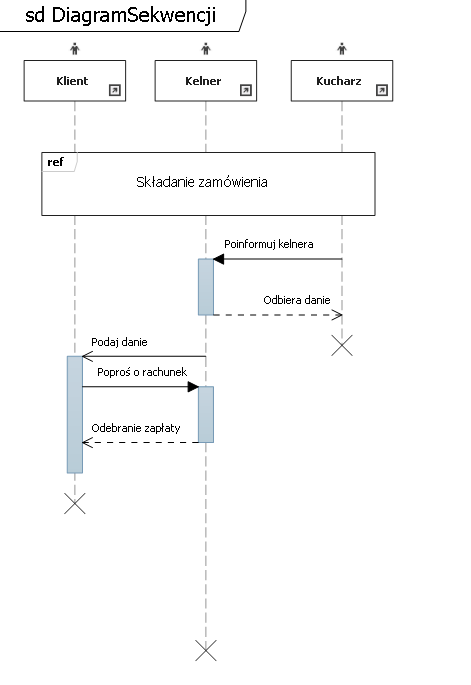 sd DiagramSekwencji
Klient
Kelner
Kucharz
ref
Składanie zamówienia
Poinformuj kelnera
Odbiera danie
Podaj danie
Poproś o rachunek
Odebranie zapłaty